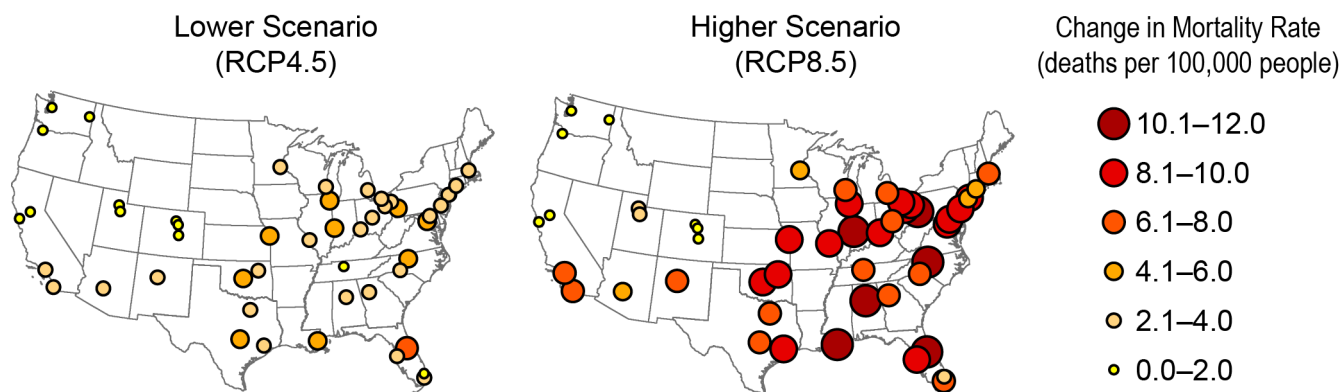 Lower Scenario
(RCP4.5)
Higher Scenario
(RCP8.5)
Change in Mortality Rate
(deaths per 100,000 people)
10.1–12.0
8.1–10.0
6.1–8.0
4.1–6.0
2.1–4.0
0.0–2.0